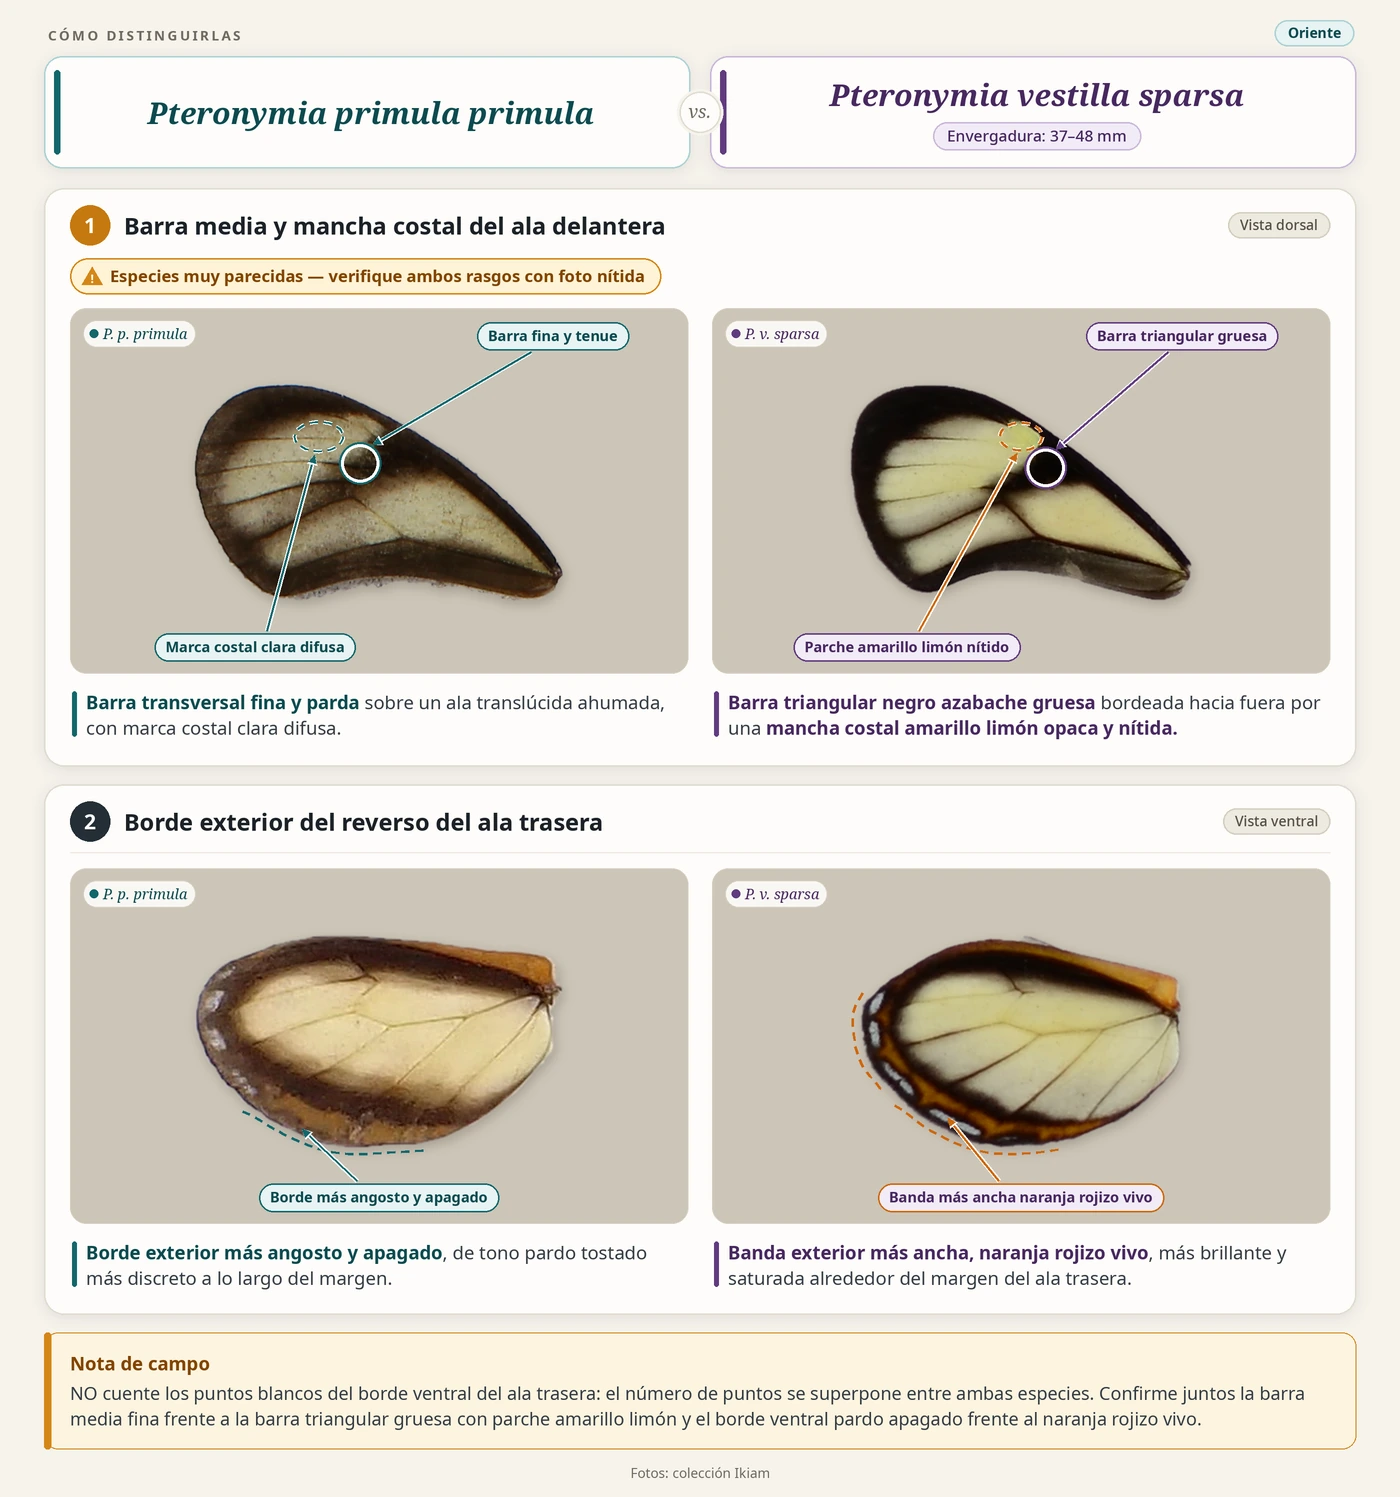 CÓMO DISTINGUIRLAS
Oriente
Pteronymia primula primula
vs.
Pteronymia vestilla sparsa
Envergadura: 37–48 mm
1
Barra media y mancha costal del ala delantera
Vista dorsal
Especies muy parecidas — verifique ambos rasgos con foto nítida
P. p. primula
Barra fina y tenue
Marca costal clara difusa
P. v. sparsa
Barra triangular gruesa
Parche amarillo limón nítido
Barra transversal fina y parda sobre un ala translúcida ahumada,
con marca costal clara difusa.
Barra triangular negro azabache gruesa bordeada hacia fuera por
una mancha costal amarillo limón opaca y nítida.
2
Borde exterior del reverso del ala trasera
Vista ventral
P. p. primula
Borde más angosto y apagado
P. v. sparsa
Banda más ancha naranja rojizo vivo
Borde exterior más angosto y apagado, de tono pardo tostado
más discreto a lo largo del margen.
Banda exterior más ancha, naranja rojizo vivo, más brillante y
saturada alrededor del margen del ala trasera.
Nota de campo
NO cuente los puntos blancos del borde ventral del ala trasera: el número de puntos se superpone entre ambas especies. Confirme juntos la barra
media fina frente a la barra triangular gruesa con parche amarillo limón y el borde ventral pardo apagado frente al naranja rojizo vivo.
Fotos: colección Ikiam